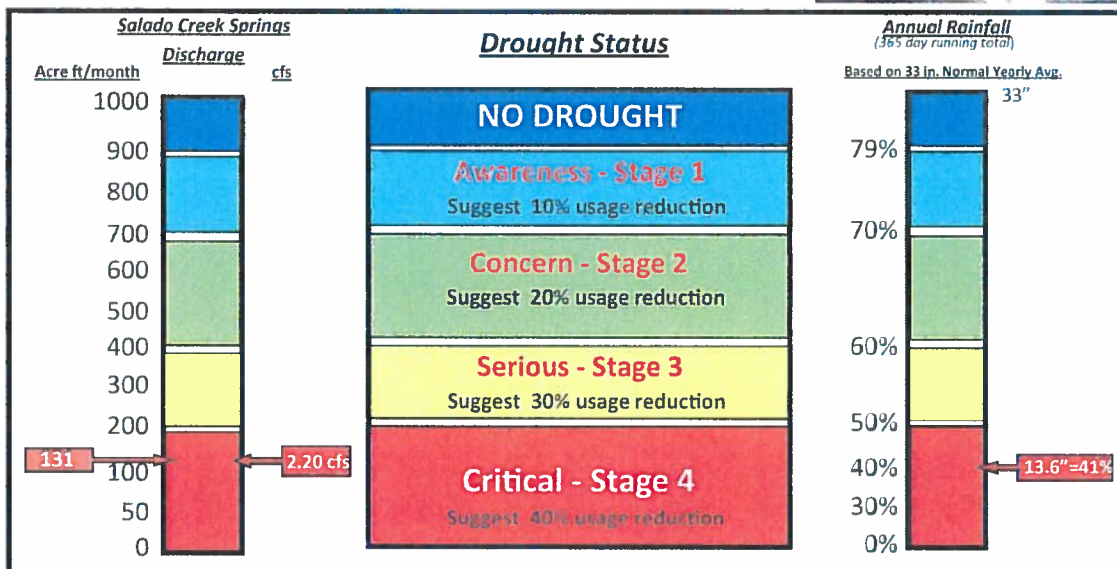 Salado Creek Springs
Discharge
Acre ft/month
cfs
1000
900
800
700
600
500
400
300
200
100
50
0
131
2.20 cfs
Drought Status
NO DROUGHT
Awareness - Stage 1
Suggest 10% usage reduction
Concern - Stage 2
Suggest 20% usage reduction
Serious - Stage 3
Suggest 30% usage reduction
Critical - Stage 4
Suggest 40% usage reduction
Annual Rainfall
(365 day running total)
Based on 33 in. Normal Yearly Avg.
33"
79%
70%
60%
50%
40%
30%
0%
13.6"=41%